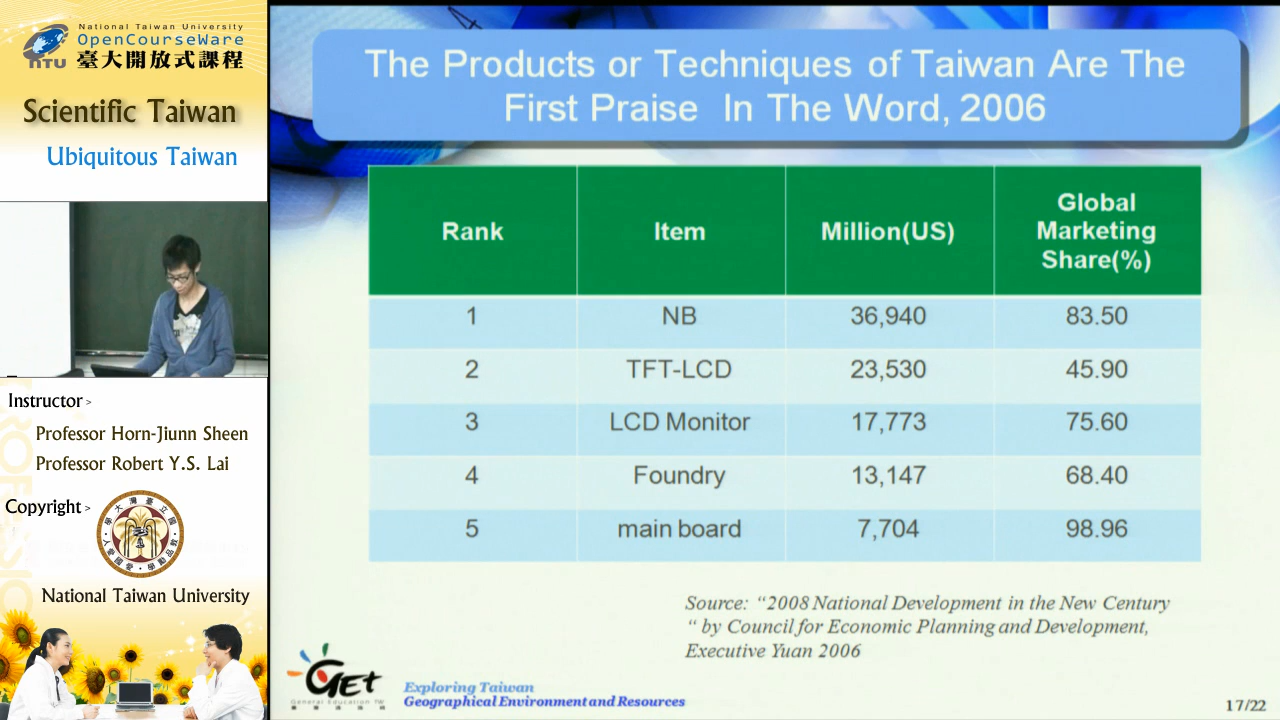 National Taiwan University
OpenCourseWare
NTU
臺大開放式課程
Scientific Taiwan
Ubiquitous Taiwan
Instructor >
Professor Horn-Jiunn Sheen
Professor Robert Y.S. Lai
Copyright >
National Taiwan University
The Products or Techniques of Taiwan Are The
First Praise In The Word, 2006
Rank Item Million(US) Global Marketing Share(%)
1 NB 36,940 83.50
2 TFT-LCD 23,530 45.90
3 LCD Monitor 17,773 75.60
4 Foundry 13,147 68.40
5 main board 7,704 98.96
Source: “2008 National Development in the New Century
“ by Council for Economic Planning and Development,
Executive Yuan 2006
GET
General Education TW
Exploring Taiwan
Geographical Environment and Resources
17/22